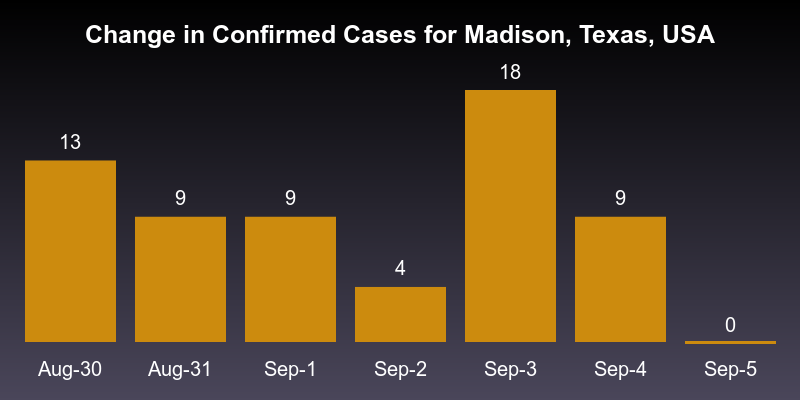 Change in Confirmed Cases for Madison, Texas, USA
18
13
9
9
9
4
0
Aug-30
Aug-31
Sep-1
Sep-2
Sep-3
Sep-4
Sep-5